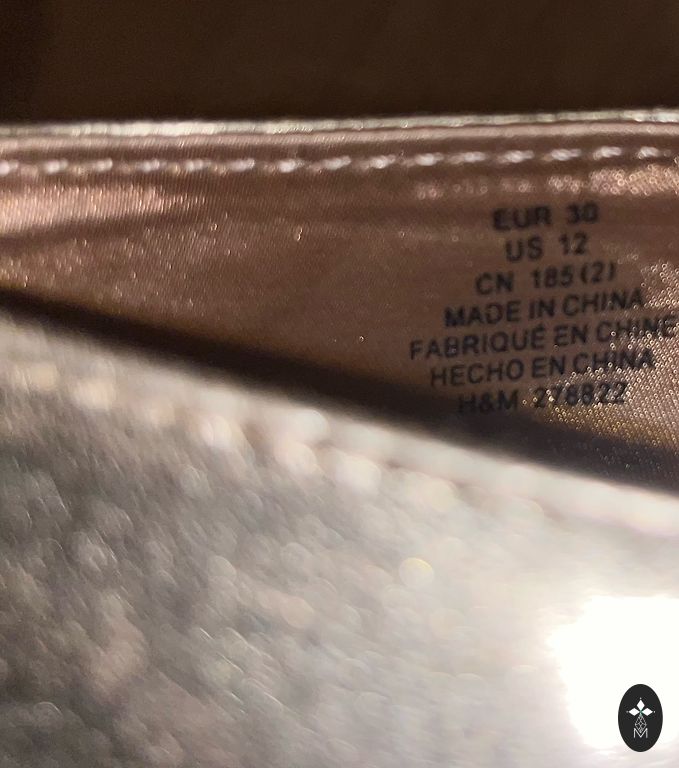 EUR 30
US 12
CN 185(2)
MADE IN CHINA
FABRIQUÉ EN CHINE
HECHO EN CHINA
H&M 278822
M